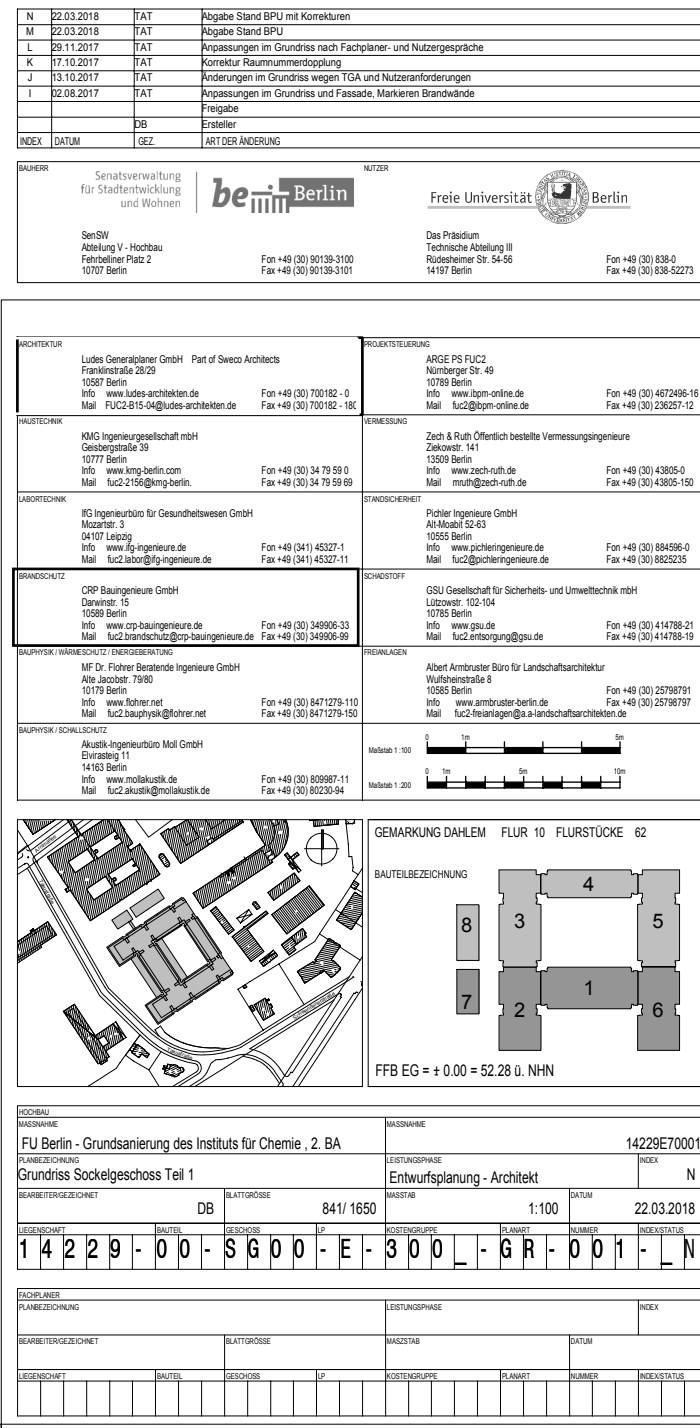 N 22.03.2018 TAT Abgabe Stand BPU mit Korrekturen
M 22.03.2018 TAT Abgabe Stand BPU
L 29.11.2017 TAT Anpassungen im Grundriss nach Fachplaner- und Nutzergespräche
K 17.10.2017 TAT Korrektur Raumnummerdopplung
J 13.10.2017 TAT Änderungen im Grundriss wegen TGA und Nutzeranforderungen
I 02.08.2017 TAT Anpassungen im Grundriss und Fassade, Markieren Brandwände
Freigabe
DB Ersteller
INDEX DATUM GEZ. ART DER ÄNDERUNG
BAUHERR
Senatsverwaltung
für Stadtentwicklung
und Wohnen
be Berlin
SenSW
Abteilung V - Hochbau
Fehrbelliner Platz 2 Fon +49 (30) 90139-3100
10707 Berlin Fax +49 (30) 90139-3101
NUTZER
Freie Universität Berlin
Das Präsidium
Technische Abteilung III
Rüdesheimer Str. 54-56 Fon +49 (30) 838-0
14197 Berlin Fax +49 (30) 838-52273
ARCHITEKTUR
Ludes Generalplaner GmbH Part of Sweco Architects
Franklinstraße 28/29
10587 Berlin
Info www.ludes-architekten.de Fon +49 (30) 700182 - 0
Mail FUC2-B15-04@ludes-architekten.de Fax +49 (30) 700182 - 180
PROJEKTSTEUERUNG
ARGE PS FUC2
Nürnberger Str. 49
10789 Berlin
Info www.ibpm-online.de Fon +49 (30) 4672496-16
Mail fuc2@ibpm-online.de Fax +49 (30) 236257-12
HAUSTECHNIK
KMG Ingenieurgesellschaft mbH
Geisbergstraße 39
10777 Berlin
Info www.kmg-berlin.com Fon +49 (30) 34 79 59 0
Mail fuc2-2156@kmg-berlin. Fax +49 (30) 34 79 59 69
VERMESSUNG
Zech & Ruth Öffentlich bestellte Vermessungsingenieure
Ziekowstr. 141
13509 Berlin
Info www.zech-ruth.de Fon +49 (30) 43805-0
Mail mruth@zech-ruth.de Fax +49 (30) 43805-150
LABORTECHNIK
IfG Ingenieurbüro für Gesundheitswesen GmbH
Mozartstr. 3
04107 Leipzig
Info www.ifg-ingenieure.de Fon +49 (341) 45327-1
Mail fuc2.labor@ifg-ingenieure.de Fax +49 (341) 45327-11
STANDSICHERHEIT
Pichler Ingenieure GmbH
Alt-Moabit 52-63
10555 Berlin
Info www.pichleringenieure.de Fon +49 (30) 884596-0
Mail fuc2@pichleringenieure.de Fax +49 (30) 8825235
BRANDSCHUTZ
CRP Bauingenieure GmbH
Darwinstr. 15
10589 Berlin
Info www.crp-bauingenieure.de Fon +49 (30) 349906-33
Mail fuc2.brandschutz@crp-bauingenieure.de Fax +49 (30) 349906-99
SCHADSTOFF
GSU Gesellschaft für Sicherheits- und Umwelttechnik mbH
Lützowstr. 102-104
10785 Berlin
Info www.gsu.de Fon +49 (30) 414788-21
Mail fuc2.entsorgung@gsu.de Fax +49 (30) 414788-19
BAUPHYSIK / WÄRMESCHUTZ / ENERGIEBERATUNG
MF Dr. Flohrer Beratende Ingenieure GmbH
Alte Jacobstr. 79/80
10179 Berlin
Info www.flohrer.net Fon +49 (30) 8471279-110
Mail fuc2.bauphysik@flohrer.net Fax +49 (30) 8471279-150
FREIANLAGEN
Albert Armbruster Büro für Landschaftsarchitektur
Wulfsheinstraße 8
10585 Berlin Fon +49 (30) 25798791
Info www.armbruster-berlin.de Fax +49 (30) 25798797
Mail fuc2-freianlagen@a.a-landschaftsarchitekten.de
BAUPHYSIK / SCHALLSCHUTZ
Akustik-Ingenieurbüro Moll GmbH
Elvirasteig 11
14163 Berlin
Info www.mollakustik.de Fon +49 (30) 809987-11
Mail fuc2.akustik@mollakustik.de Fax +49 (30) 80230-94
0 1m 5m
Maßstab 1 :100
0 1m 5m 10m
Maßstab 1 :200
GEMARKUNG DAHLEM FLUR 10 FLURSTÜCKE 62
BAUTEILBEZEICHNUNG
4
8 3 5
7 2 1 6
FFB EG = ± 0.00 = 52.28 ü. NHN
HOCHBAU
MASSNAHME MASSNAHME
FU Berlin - Grundsanierung des Instituts für Chemie , 2. BA 14229E70001
PLANBEZEICHNUNG LEISTUNGSPHASE INDEX
Grundriss Sockelgeschoss Teil 1 Entwurfsplanung - Architekt N
BEARBEITER/GEZEICHNET BLATTGRÖSSE MASSTAB DATUM
DB 841/ 1650 1:100 22.03.2018
LIEGENSCHAFT BAUTEIL GESCHOSS LP KOSTENGRUPPE PLANART NUMMER INDEX/STATUS
1 4 2 2 9 - 0 0 - S G 0 0 - E - 3 0 0 _ - G R - 0 0 1 - _ N
FACHPLANER
PLANBEZEICHNUNG LEISTUNGSPHASE INDEX
BEARBEITER/GEZEICHNET BLATTGRÖSSE MASZSTAB DATUM
LIEGENSCHAFT BAUTEIL GESCHOSS LP KOSTENGRUPPE PLANART NUMMER INDEX/STATUS